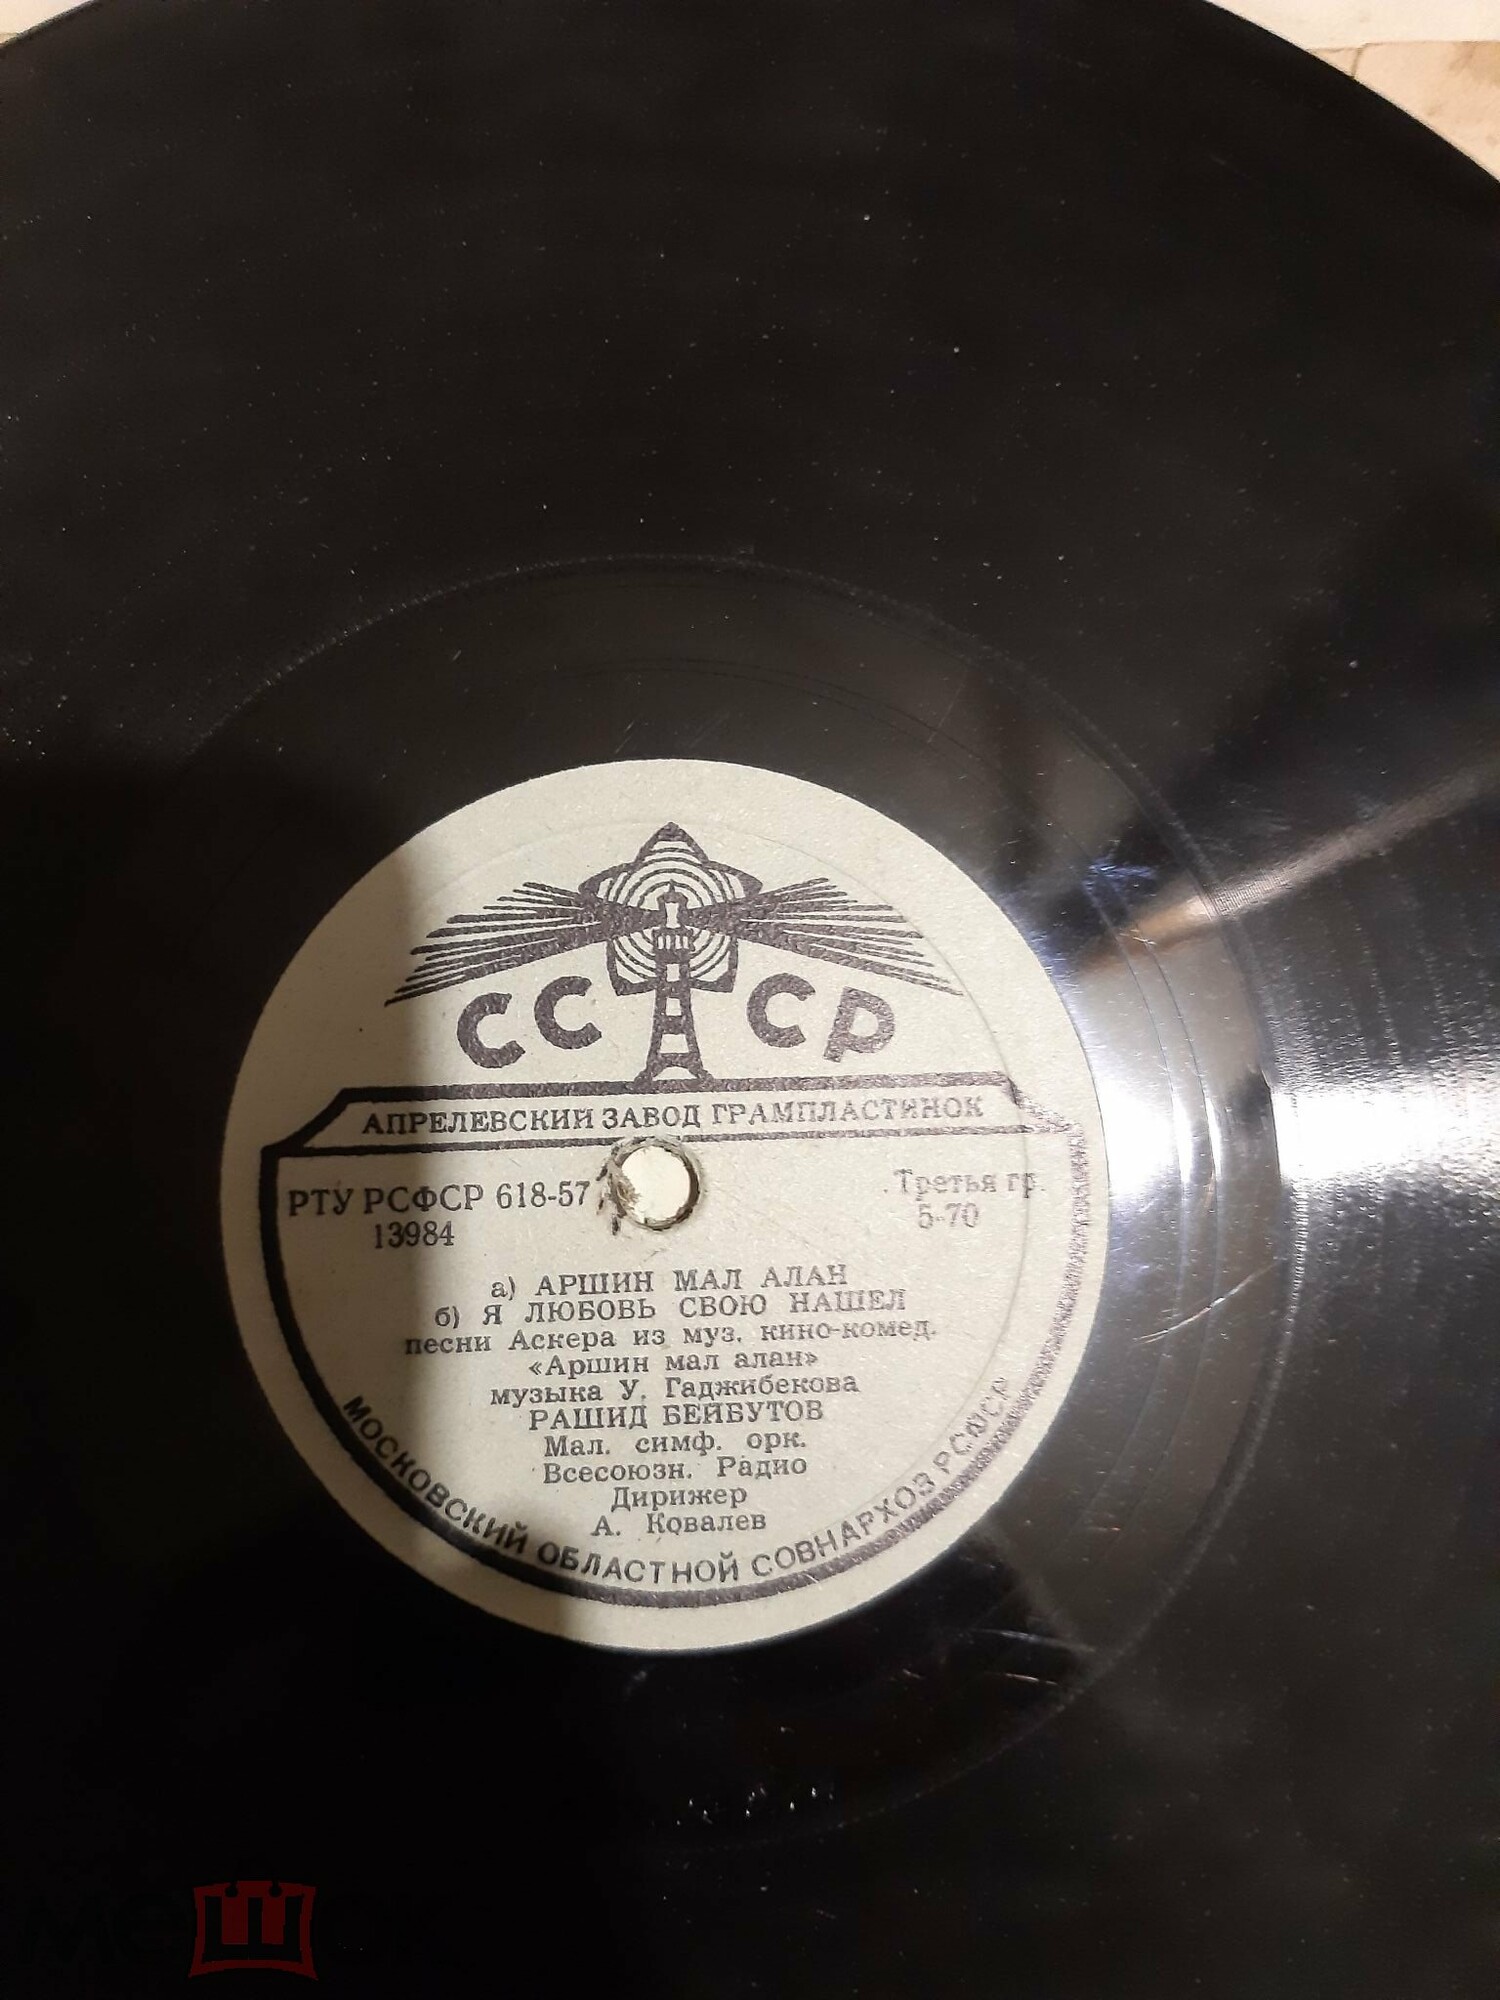 СССР
АПРЕЛЕВСКИЙ ЗАВОД ГРАМПЛАСТИНОК
РТУ РСФСР 618-57
Третья гр.
13984
5-70
а) АРШИН МАЛ АЛАН
б) Я ЛЮБОВЬ СВОЮ НАШЕЛ
песни Аскера из муз. кино-комед.
«Аршин мал алан»
музыка У. Гаджибекова
РАШИД БЕЙБУТОВ
Мал. симф. орк.
Всесоюзн. Радио
Дирижер
А. Ковалев
МОСКОВСКИЙ ОБЛАСТНОЙ СОВНАРХОЗ РСФСР
мешок